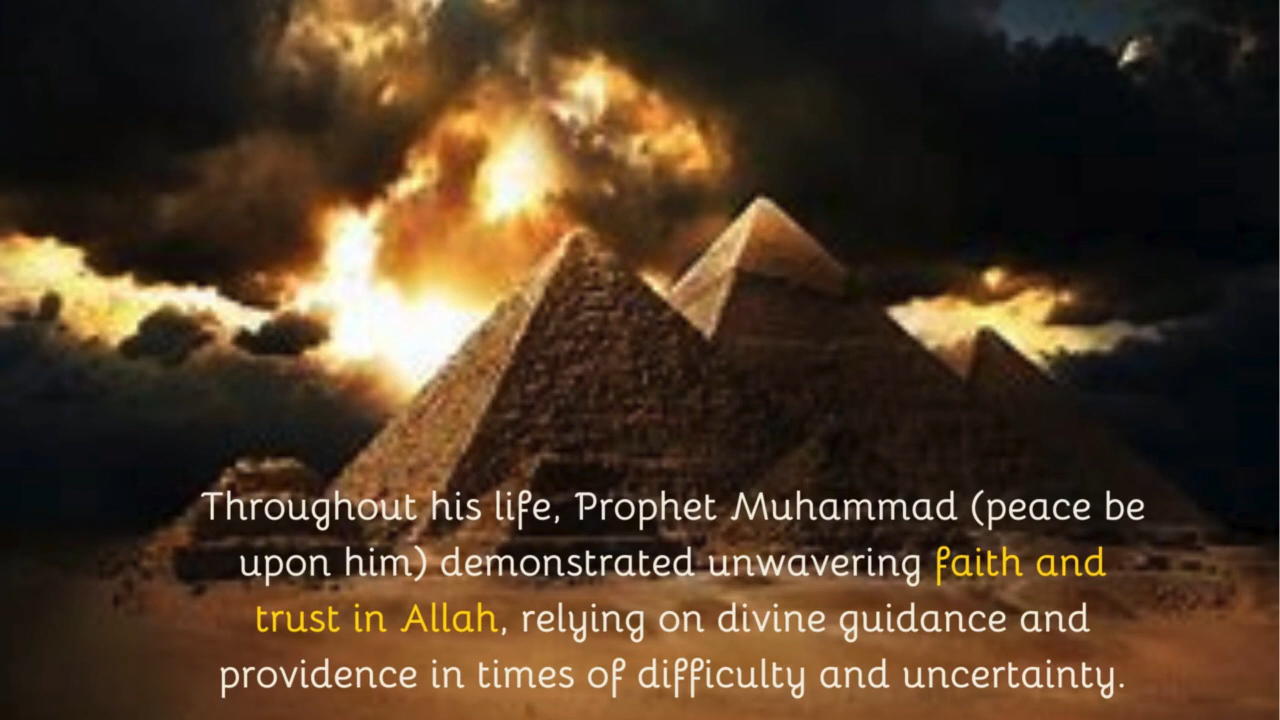 Throughout his life, Prophet Muhammad (peace be
upon him) demonstrated unwavering faith and
trust in Allah, relying on divine guidance and
providence in times of difficulty and uncertainty.